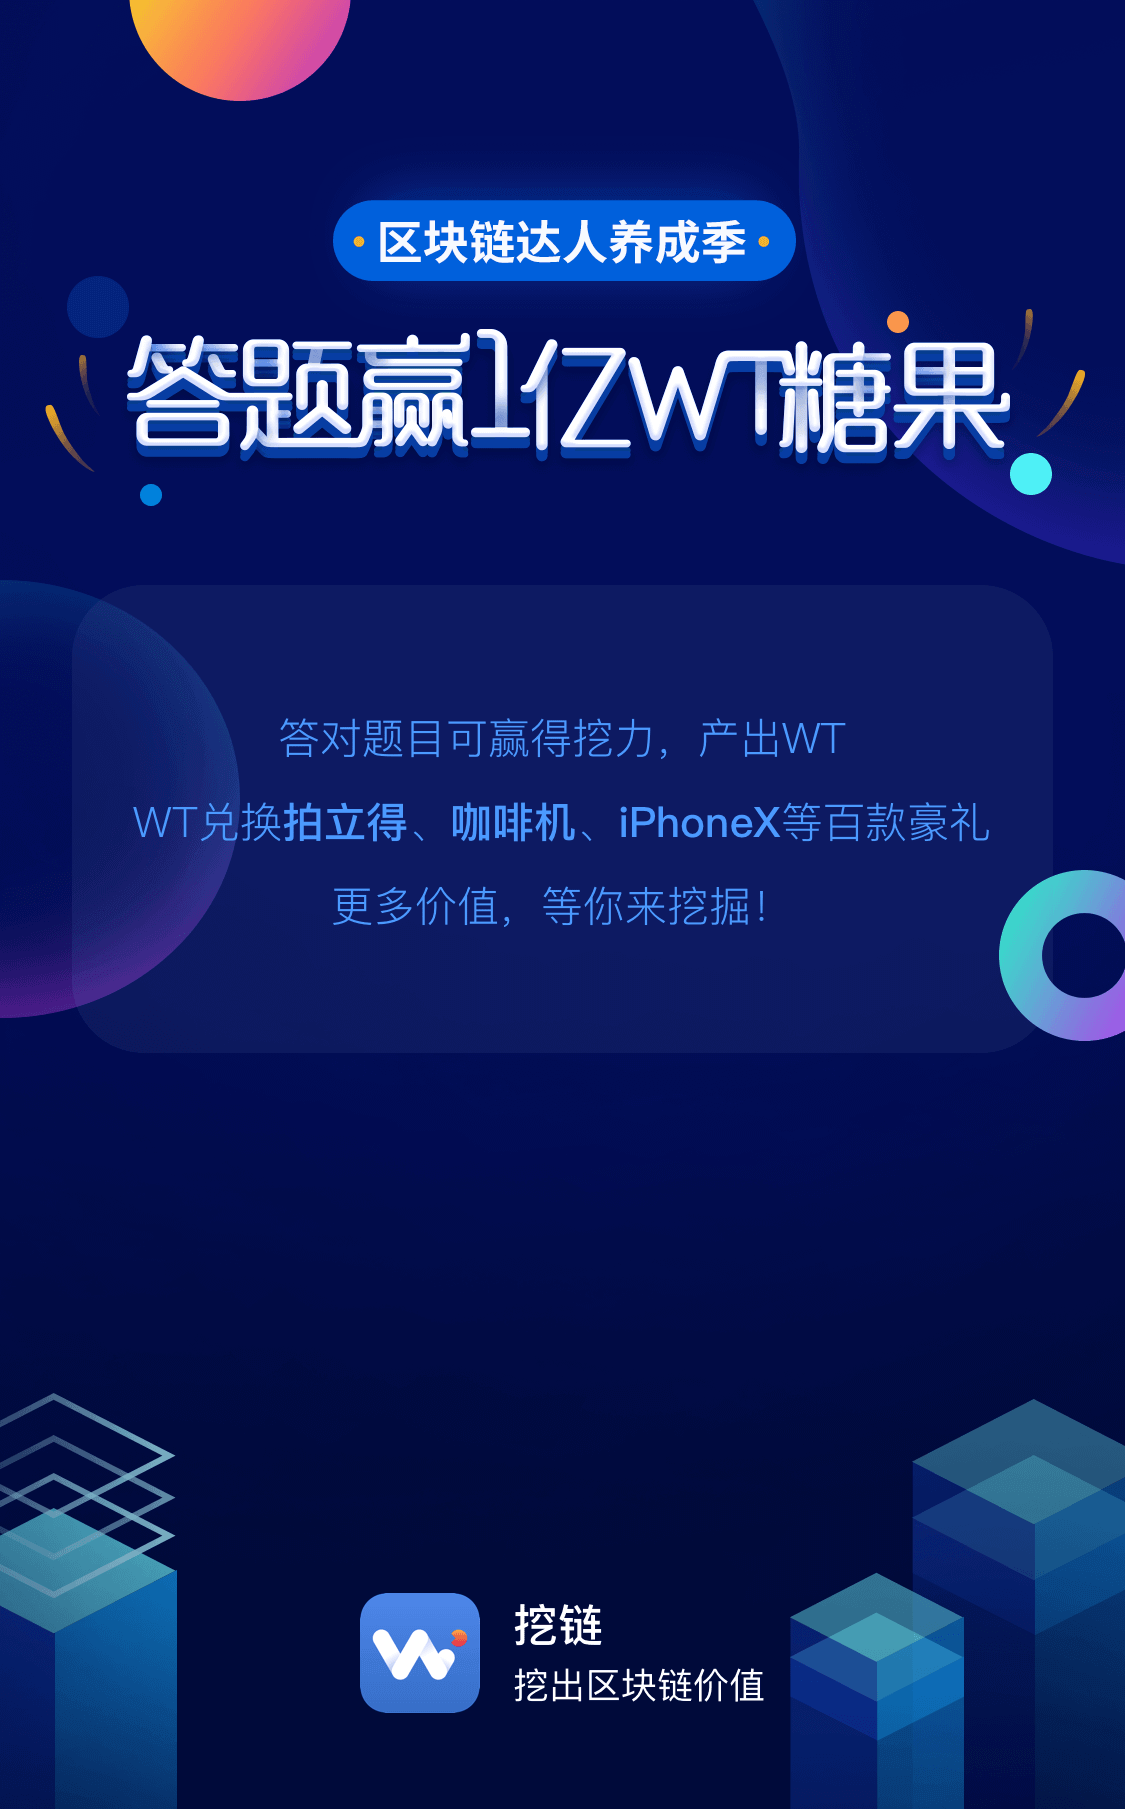 区块链达人养成季
答题赢1亿WT糖果
答对题目可赢得挖力，产出WT
WT兑换拍立得、咖啡机、iPhoneX等百款豪礼
更多价值，等你来挖掘！
挖链
挖出区块链价值